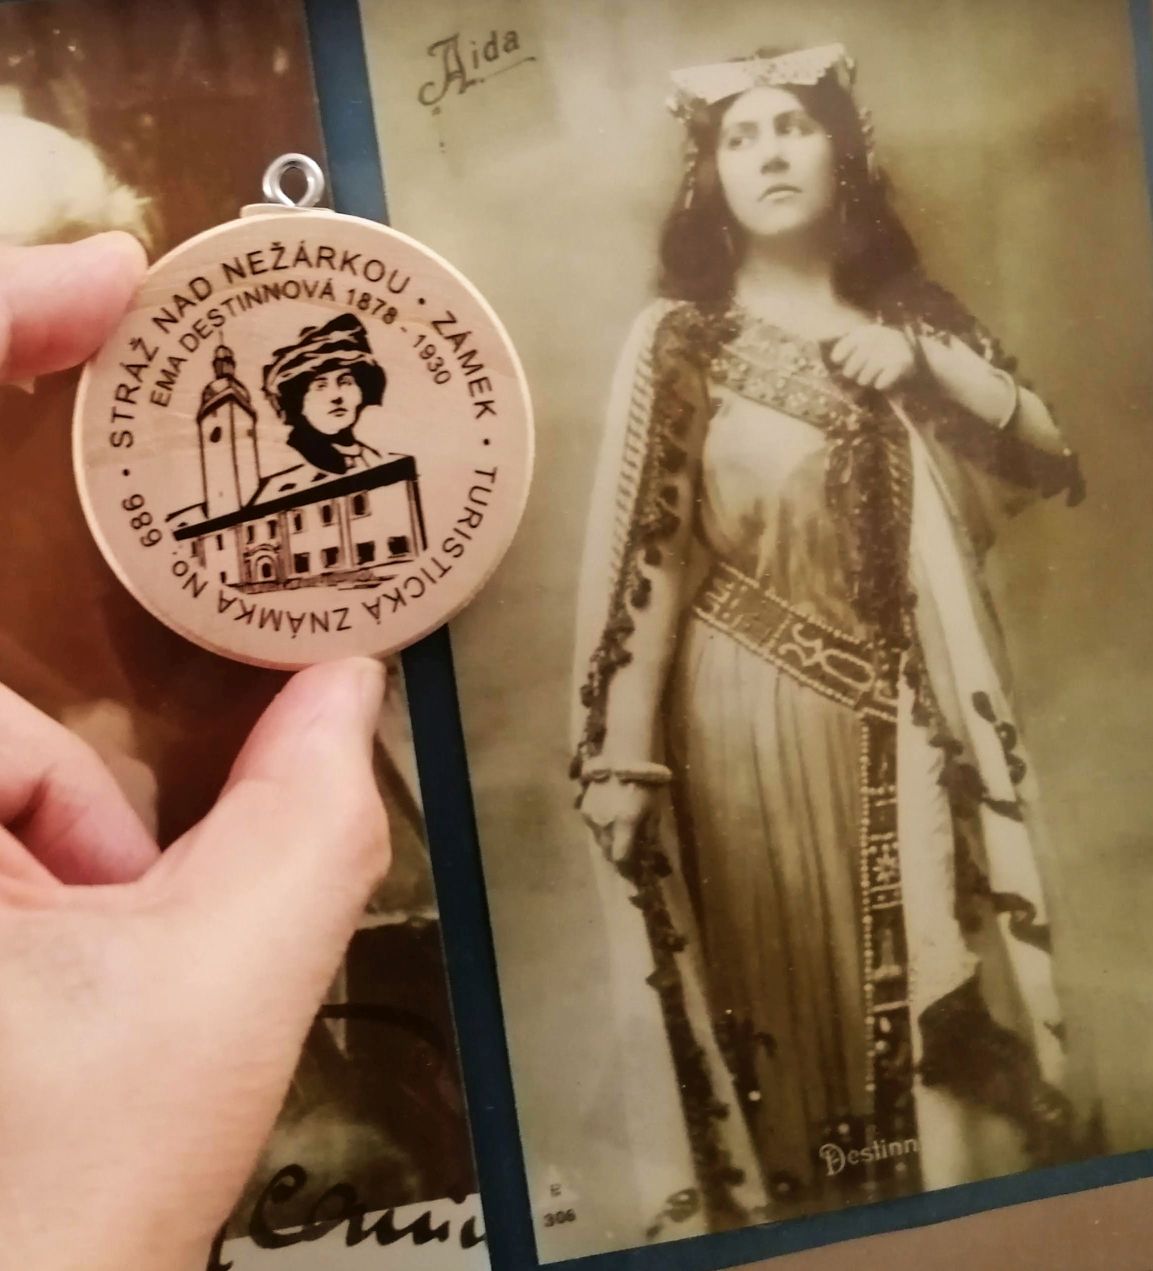 STRÁŽ NAD NEŽÁRKOU • ZÁMEK • TURISTICKÁ ZNÁMKA NO. 686 •
EMA DESTINNOVÁ 1878 - 1930
Aida
Destinn
306